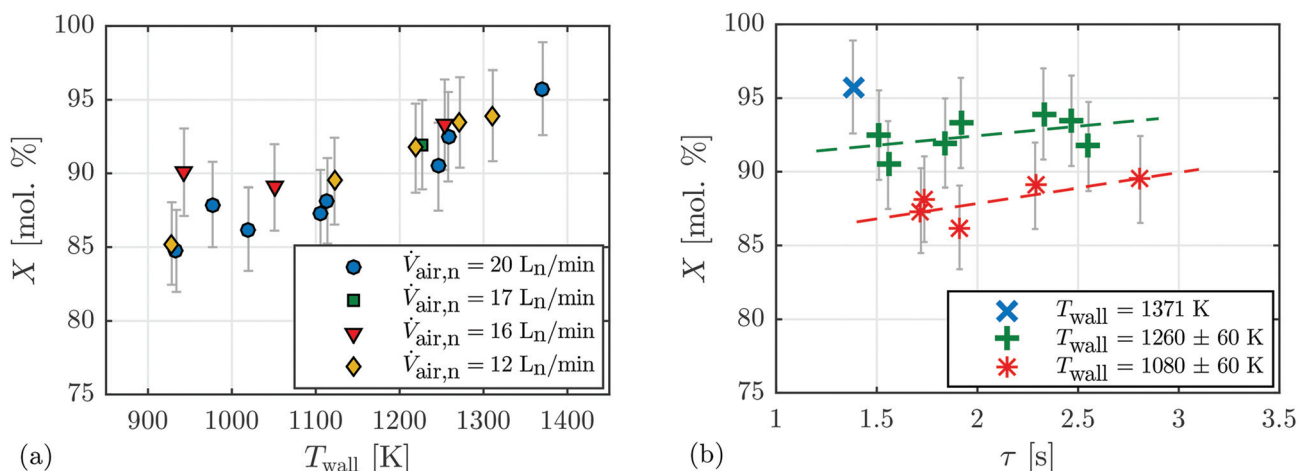 100
95
90
85
80
75
X [mol. %]
900 1000 1100 1200 1300 1400
T_wall [K]
(a)
V̇_air,n = 20 L_n/min
V̇_air,n = 17 L_n/min
V̇_air,n = 16 L_n/min
V̇_air,n = 12 L_n/min
100
95
90
85
80
75
X [mol. %]
1 1.5 2 2.5 3 3.5
τ [s]
(b)
T_wall = 1371 K
T_wall = 1260 ± 60 K
T_wall = 1080 ± 60 K